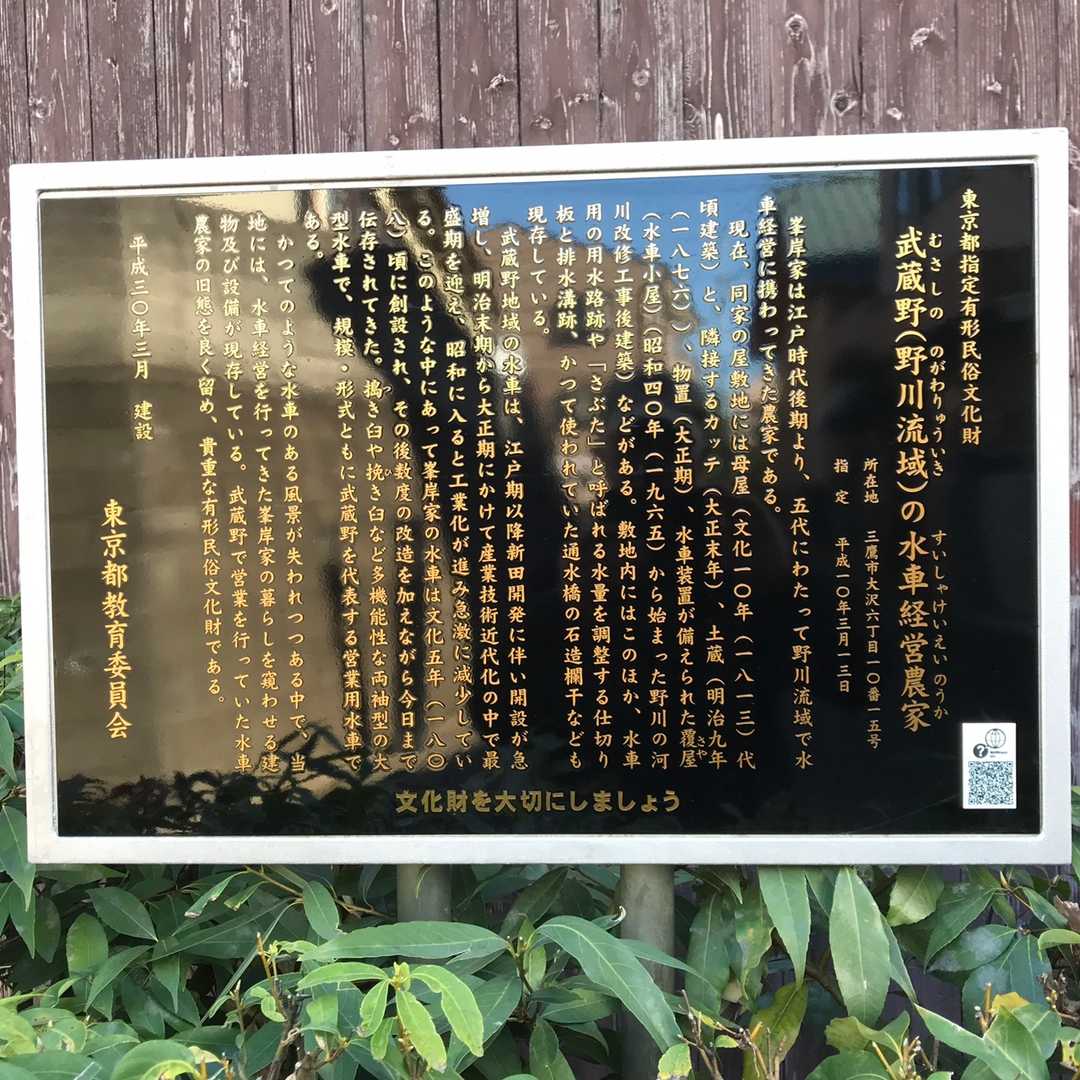 東京都指定有形民俗文化財
むさしの のがわりゅういき すいしゃけいえいのうか
武蔵野(野川流域)の水車経営農家
所在地 三鷹市大沢六丁目一〇番一五号
指定 平成一〇年三月一三日
峯岸家は江戸時代後期より、五代にわたって野川流域で水
車経営に携わってきた農家である。
現在、同家の屋敷地には母屋(文化一〇年(一八一三)代
頃建築)と、隣接するカッテ(大正末年)、土蔵(明治九年
(一八七六))、物置(大正期)、水車装置が備えられた覆屋
さや
(水車小屋)(昭和四〇年(一九六五)から始まった野川の河
川改修工事後建築)などがある。敷地内にはこのほか、水車
用の用水路跡や「さぶた」と呼ばれる水量を調整する仕切り
板と排水溝跡、かつて使われていた通水橋の石造欄干なども
現存している。
武蔵野地域の水車は、江戸期以降新田開発に伴い開設が急
増し、明治末期から大正期にかけて産業技術近代化の中で最
盛期を迎え、昭和に入ると工業化が進み急激に減少してい
る。このような中にあって峯岸家の水車は文化五年(一八〇
八)頃に創設され、その後数度の改造を加えながら今日まで
伝存されてきた。搗き臼や挽き臼など多機能性な両袖型の大
つ ひ
型水車で、規模・形式ともに武蔵野を代表する営業用水車で
ある。
かつてのような水車のある風景が失われつつある中で、当
地には、水車経営を行ってきた峯岸家の暮らしを窺わせる建
物及び設備が現存している。武蔵野で営業を行っていた水車
農家の旧態を良く留め、貴重な有形民俗文化財である。
平成三〇年三月 建設
東京都教育委員会
文化財を大切にしましょう